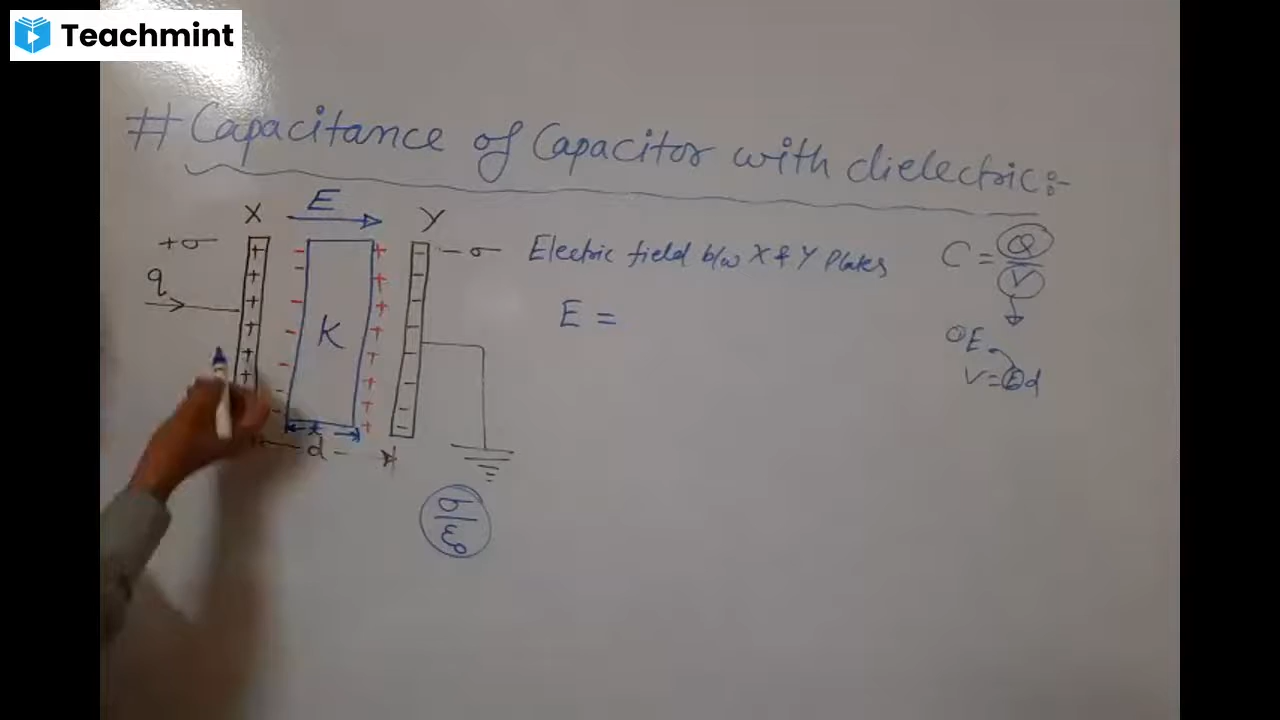 Teachmint
# Capacitance of Capacitor with dielectric:-
E
X Y
+σ -σ Electric field b/w X & Y Plates C = Q/V
q
E =
K
E
V = Ed
t
d
σ/ε0